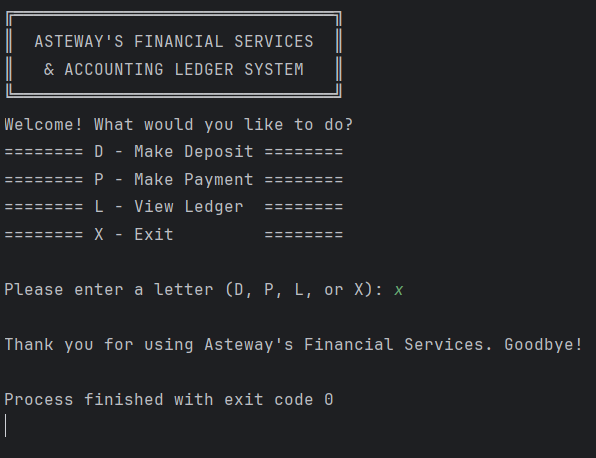 ASTEWAY'S FINANCIAL SERVICES
& ACCOUNTING LEDGER SYSTEM
Welcome! What would you like to do?
======== D - Make Deposit ========
======== P - Make Payment ========
======== L - View Ledger  ========
======== X - Exit         ========
Please enter a letter (D, P, L, or X): x
Thank you for using Asteway's Financial Services. Goodbye!
Process finished with exit code 0